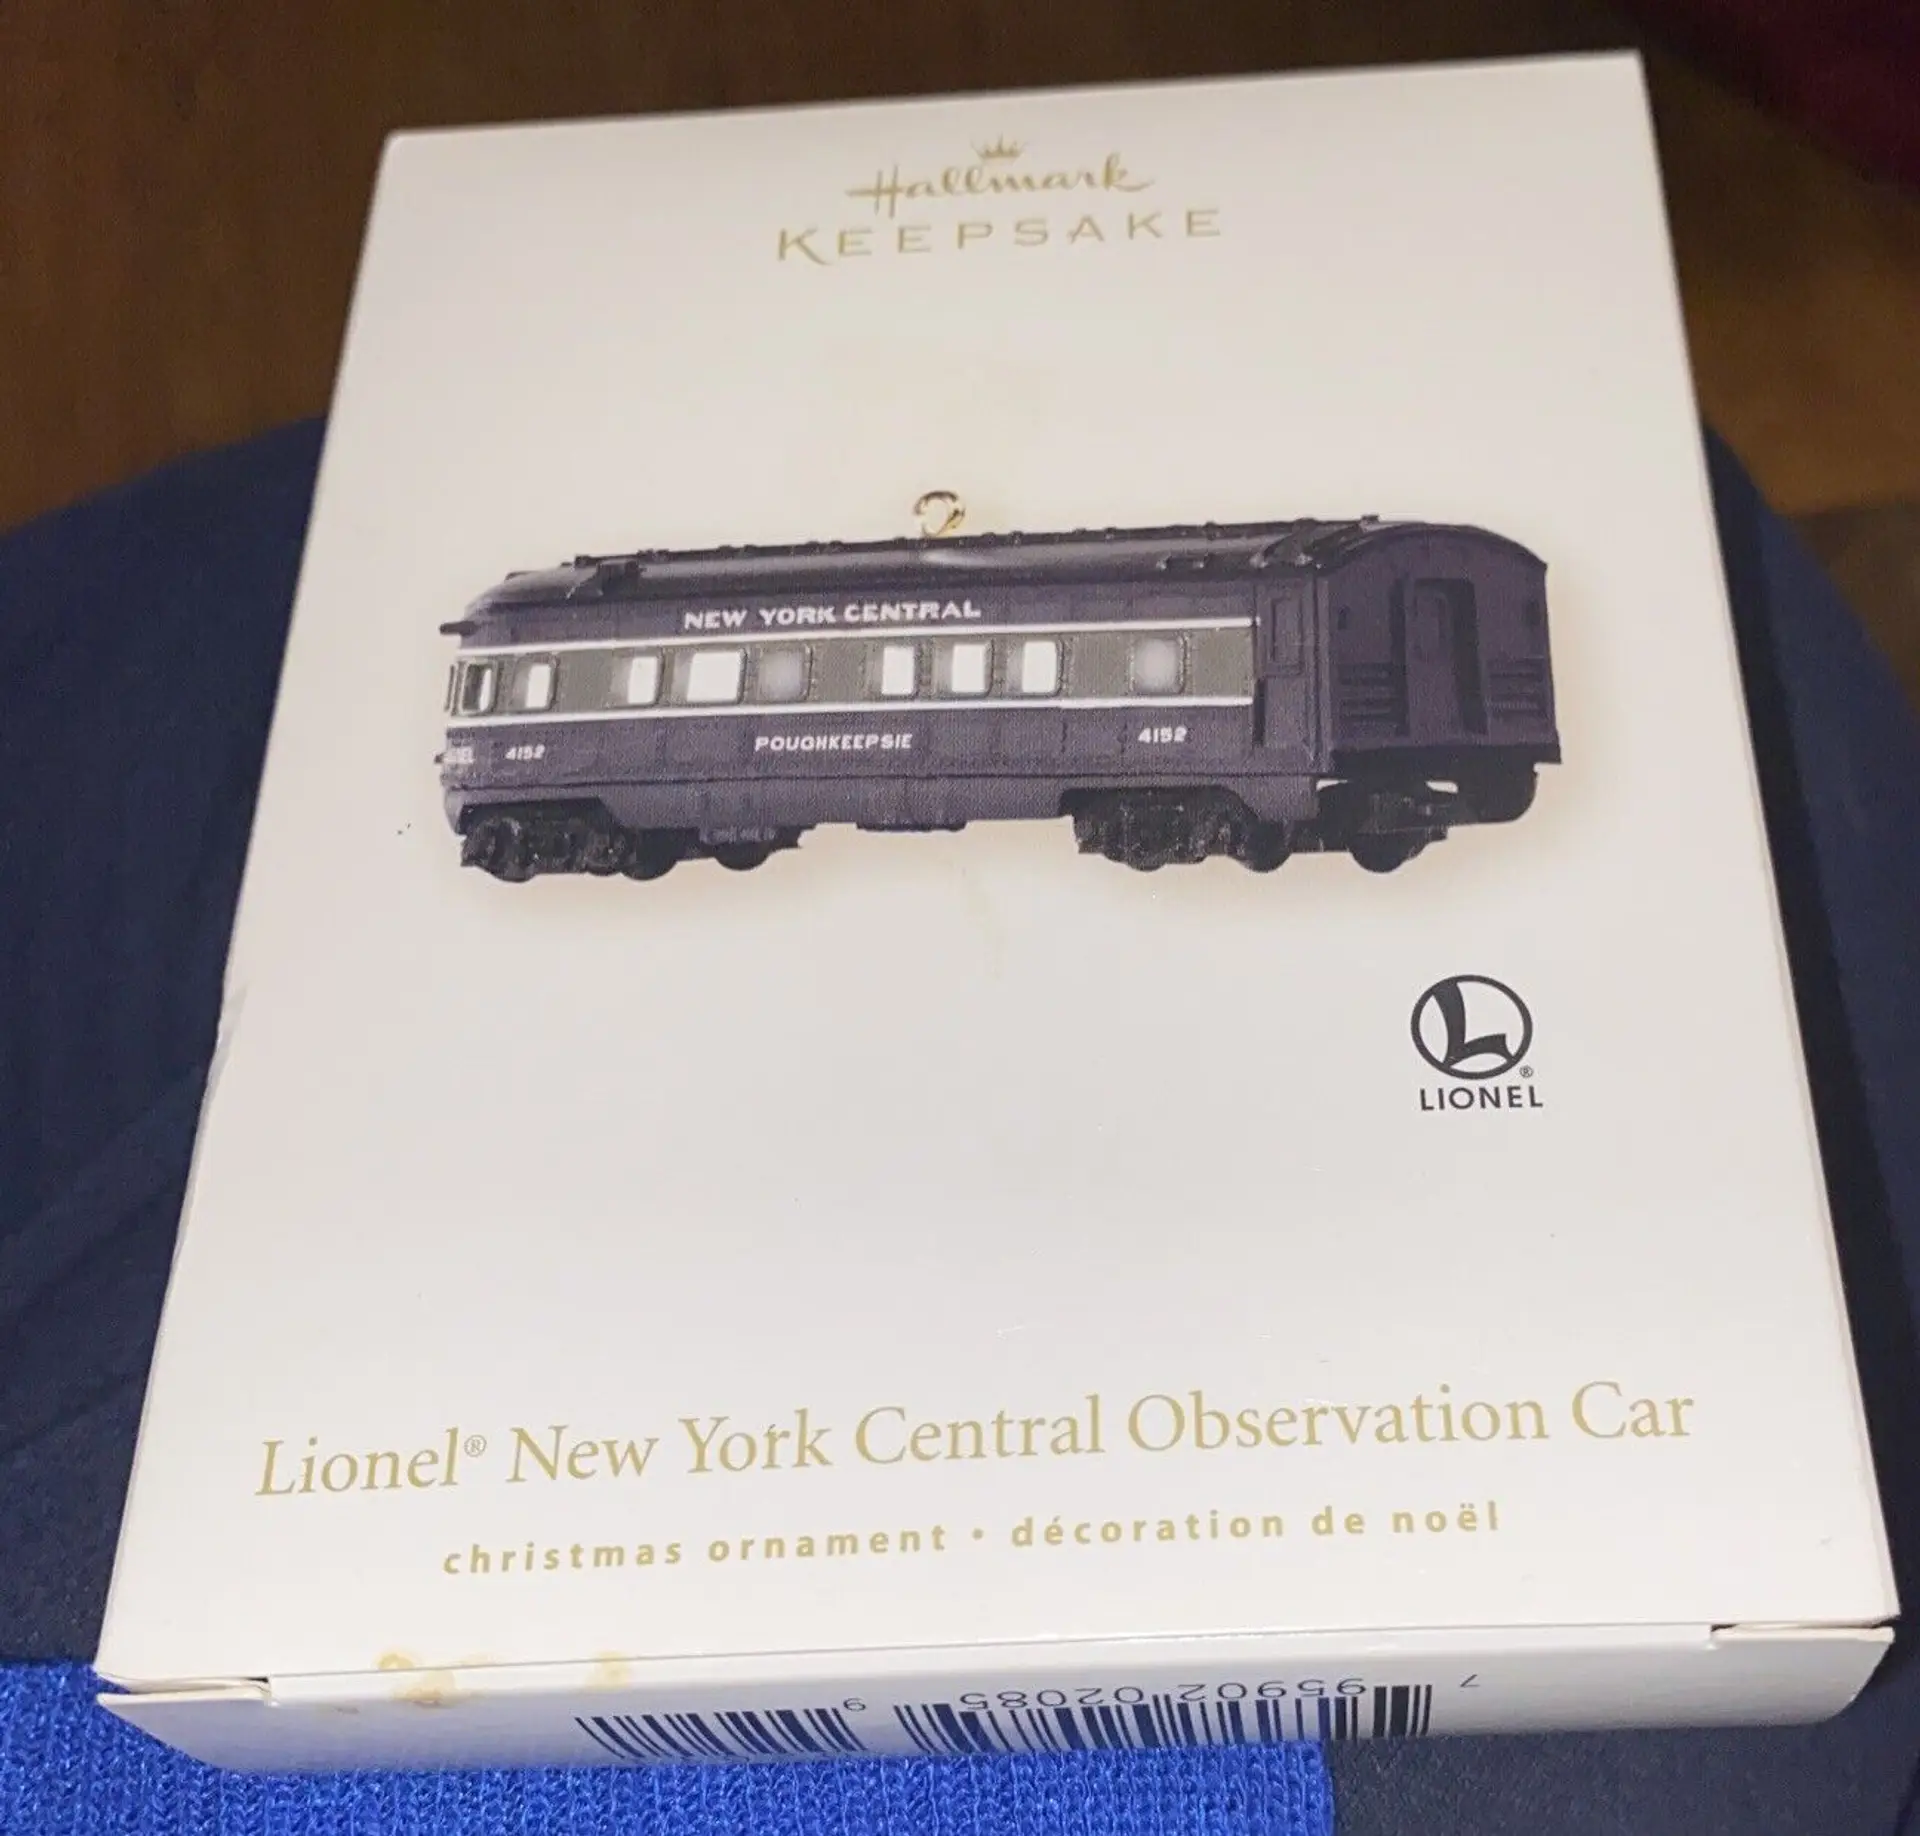 Hallmark
KEEPSAKE
NEW YORK CENTRAL
4152 POUGHKEEPSIE 4152
L
LIONEL®
Lionel® New York Central Observation Car
christmas ornament • décoration de noël
7 95902 02085 9